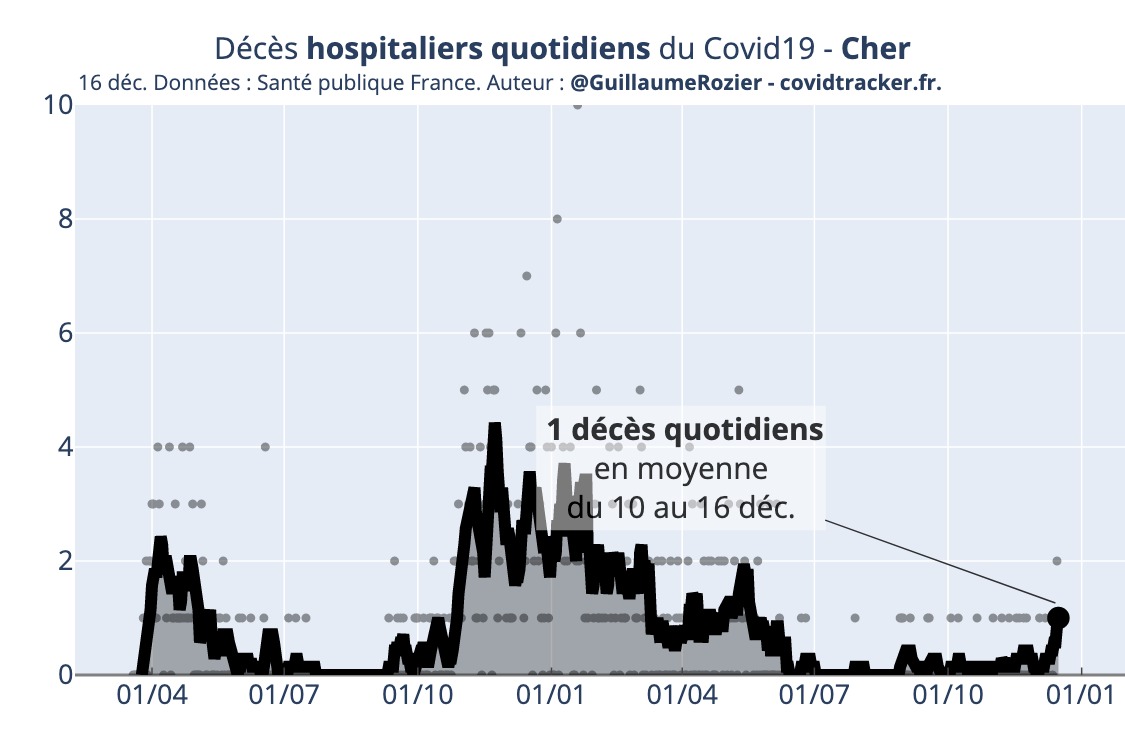 Décès hospitaliers quotidiens du Covid19 - Cher
16 déc. Données : Santé publique France. Auteur : @GuillaumeRozier - covidtracker.fr.
10
8
6
4
2
0
1 décès quotidiens
en moyenne
du 10 au 16 déc.
01/04 01/07 01/10 01/01 01/04 01/07 01/10 01/01